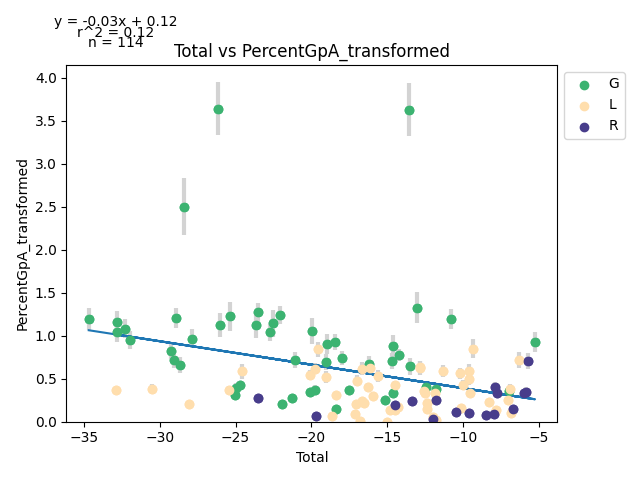 y = -0.03x + 0.12
r^2 = 0.12
n = 114
Total vs PercentGpA_transformed
G
L
R
4.0
3.5
3.0
2.5
2.0
1.5
1.0
0.5
0.0
PercentGpA_transformed
−35
−30
−25
−20
−15
−10
−5
Total